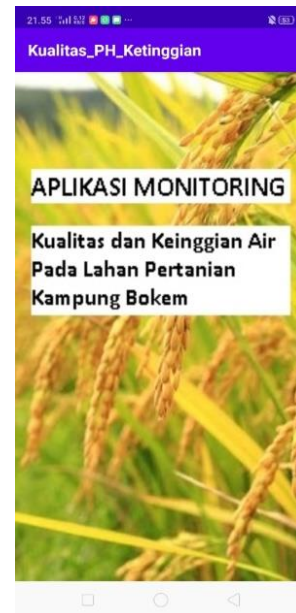 21.55
Kualitas_PH_Ketinggian
APLIKASI MONITORING
Kualitas dan Keinggian Air
Pada Lahan Pertanian
Kampung Bokem